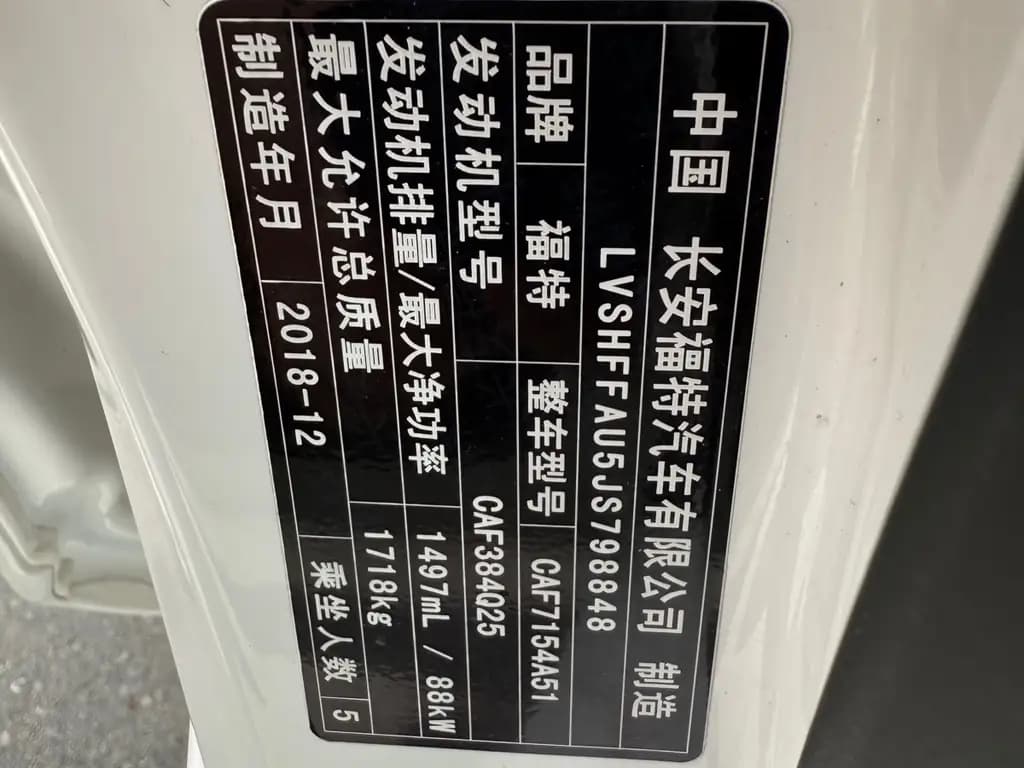 中国 长安福特汽车有限公司 制造
LVSHFFAU5JS798848
品牌 福特 整车型号 CAF7154A51
发动机型号 CAF384Q25
发动机排量/最大净功率 1497mL / 88kW
最大允许总质量 1718kg
制造年月 2018-12 乘坐人数 5